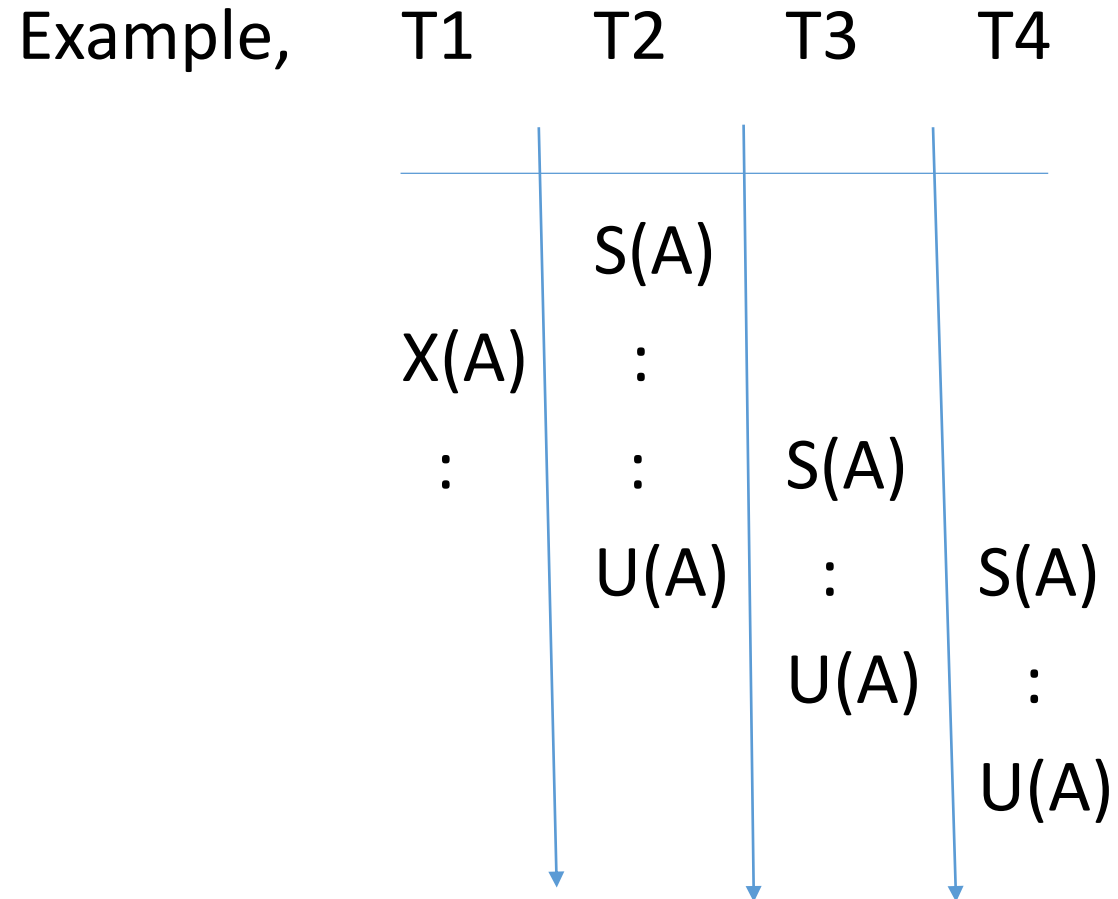 Example, T1 T2 T3 T4
S(A)
X(A) :
: : S(A)
U(A) : S(A)
U(A) :
U(A)